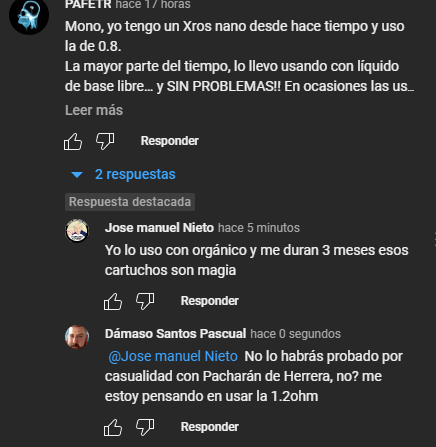 PAFETR hace 17 horas
Mono, yo tengo un Xros nano desde hace tiempo y uso
la de 0.8.
La mayor parte del tiempo, lo llevo usando con líquido
de base libre... y SIN PROBLEMAS!! En ocasiones las us...
Leer más
Responder
2 respuestas
Respuesta destacada
Jose manuel Nieto hace 5 minutos
Yo lo uso con orgánico y me duran 3 meses esos
cartuchos son magia
Responder
Dámaso Santos Pascual hace 0 segundos
@Jose manuel Nieto No lo habrás probado por
casualidad con Pacharán de Herrera, no? me
estoy pensando en usar la 1.2ohm
Responder